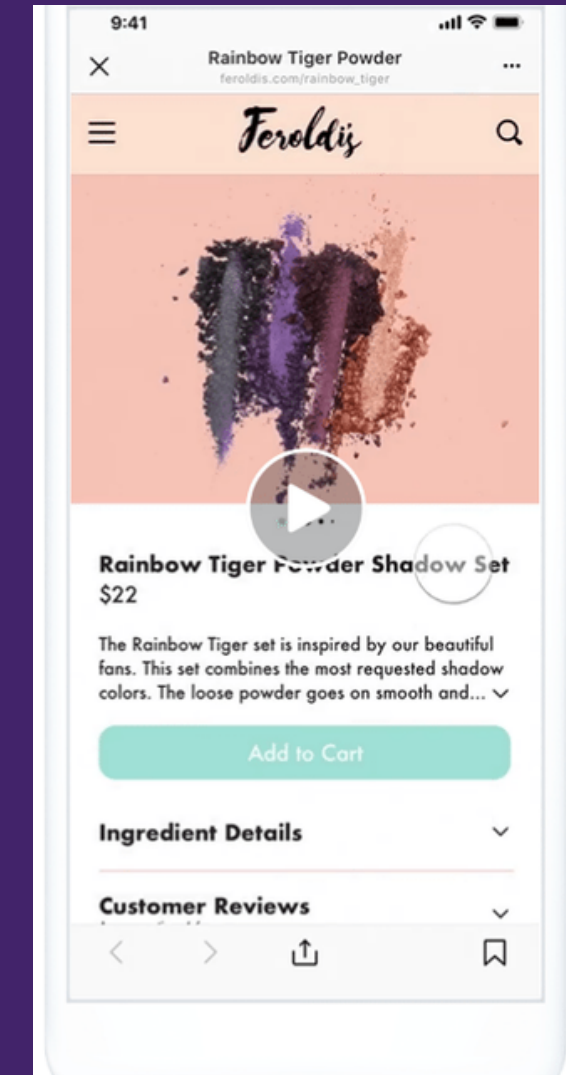 9:41
Rainbow Tiger Powder
feroldis.com/rainbow_tiger
Feroldi's
Rainbow Tiger Powder Shadow Set
$22
The Rainbow Tiger set is inspired by our beautiful
fans. This set combines the most requested shadow
colors. The loose powder goes on smooth and...
Add to Cart
Ingredient Details
Customer Reviews